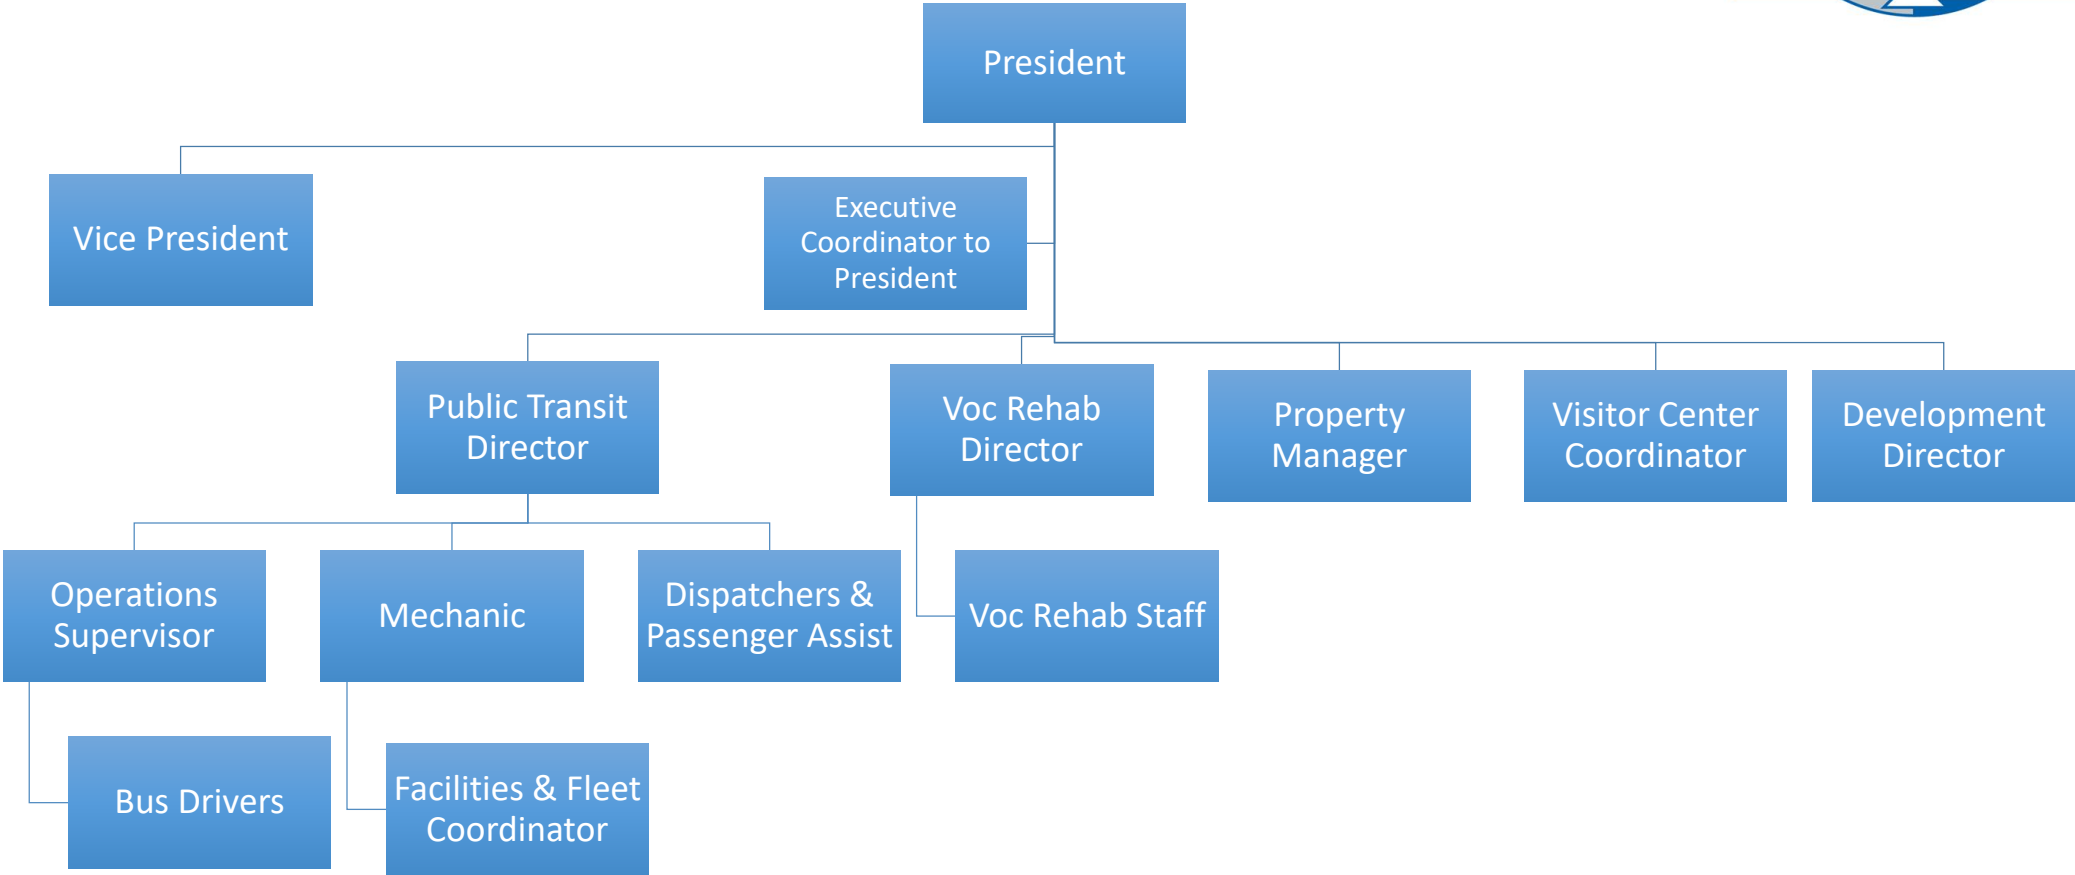 President
Vice President
Executive
Coordinator to
President
Public Transit
Director
Voc Rehab
Director
Property
Manager
Visitor Center
Coordinator
Development
Director
Operations
Supervisor
Mechanic
Dispatchers &
Passenger Assist
Voc Rehab Staff
Bus Drivers
Facilities & Fleet
Coordinator